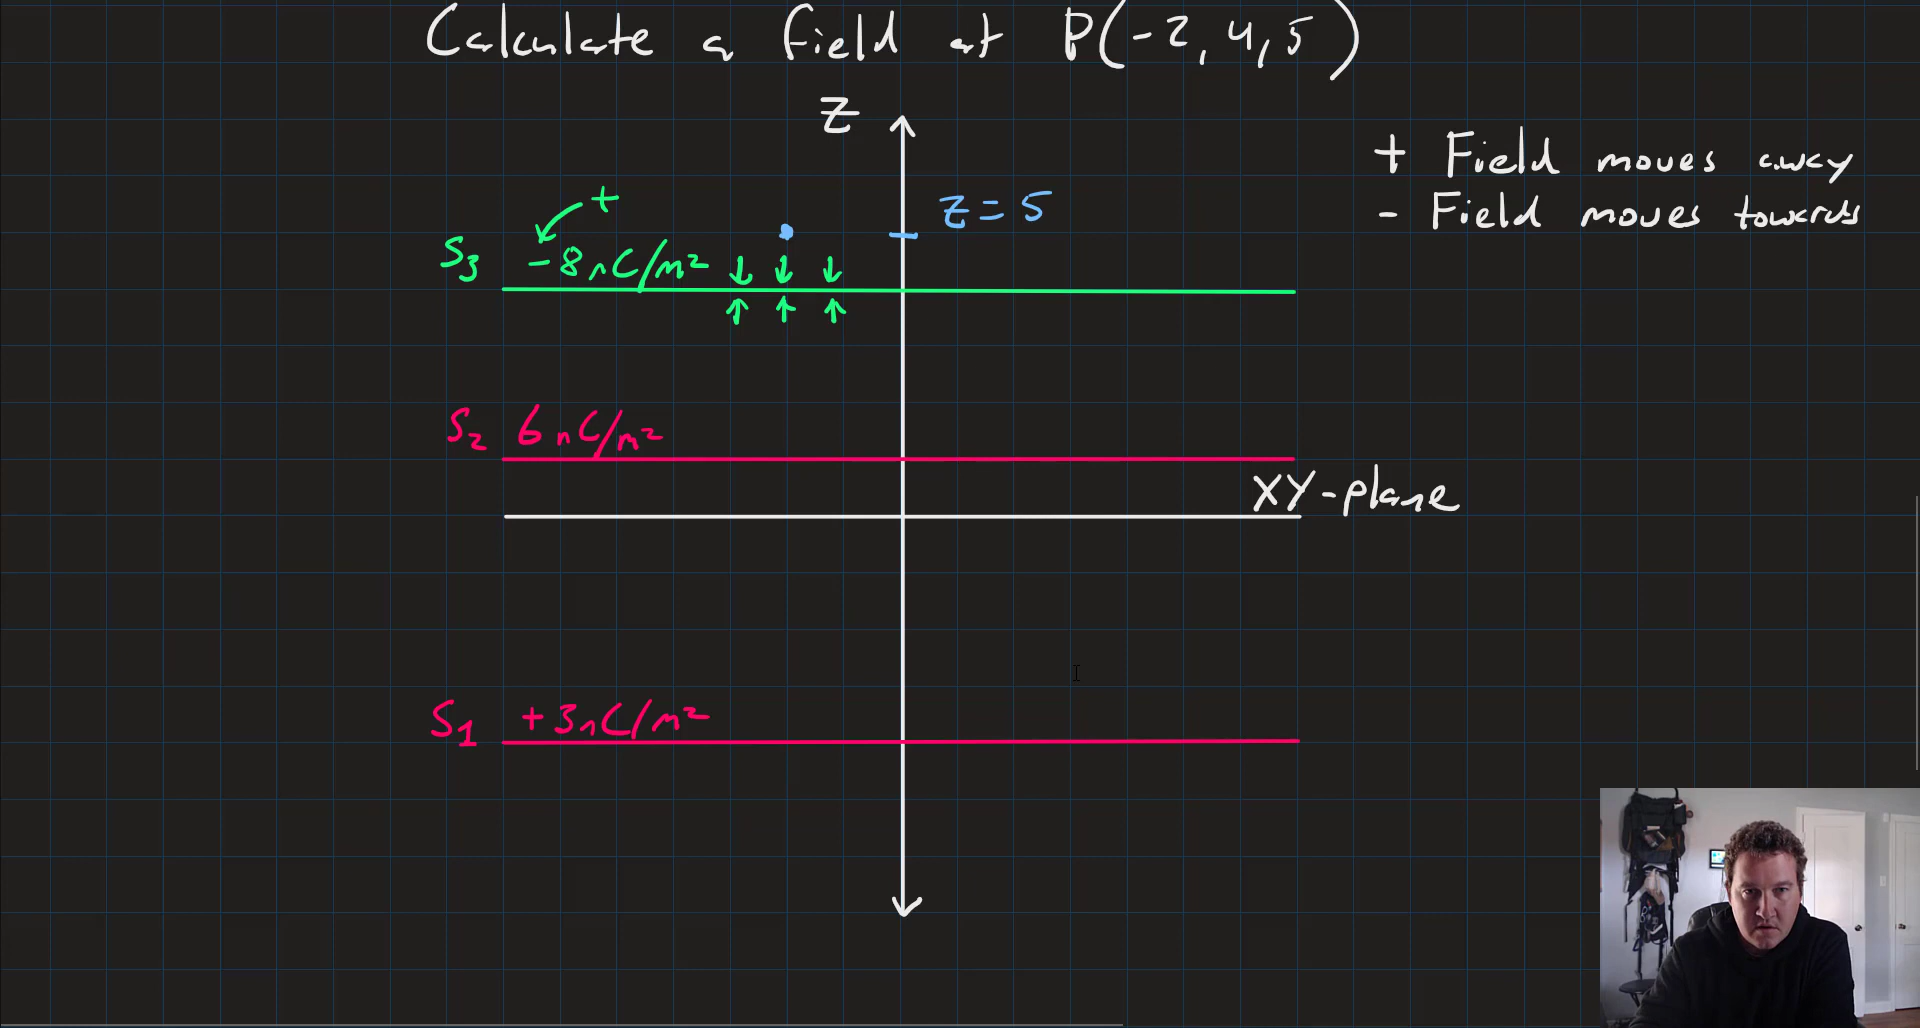 Calculate a field at P(-2, 4, 5)
Z
+ Field moves away
- Field moves towards
+
Z = 5
S3 -8nC/m²
S2 6nC/m²
XY-plane
S1 +3nC/m²